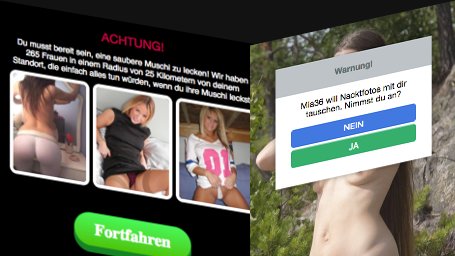 ACHTUNG!
Du musst bereit sein, eine saubere Muschi zu lecken! Wir haben
265 Frauen in einem Radius von 25 Kilometern von deinem
Standort, die einfach alles tun würden, wenn du ihre Muschi leckst
Fortfahren
Warnung!
Mia36 will Nacktfotos mit dir
tauschen. Nimmst du an?
NEIN
JA